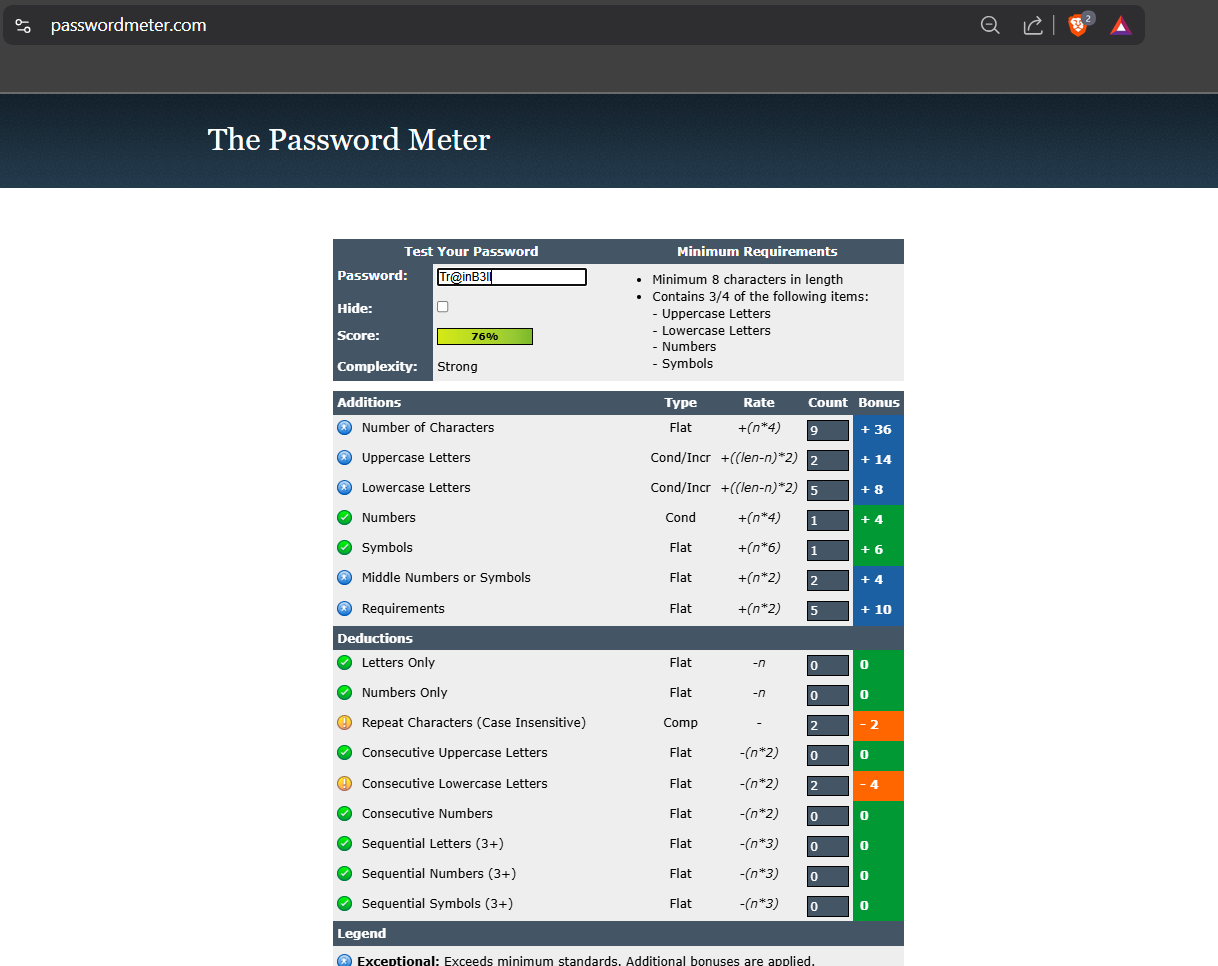 passwordmeter.com
2
The Password Meter
Test Your Password Minimum Requirements
Password: Tr@inB3ll
Hide:
Score: 76%
Complexity: Strong
• Minimum 8 characters in length
• Contains 3/4 of the following items:
- Uppercase Letters
- Lowercase Letters
- Numbers
- Symbols
Additions Type Rate Count Bonus
Number of Characters Flat +(n*4) 9 + 36
Uppercase Letters Cond/Incr +((len-n)*2) 2 + 14
Lowercase Letters Cond/Incr +((len-n)*2) 5 + 8
Numbers Cond +(n*4) 1 + 4
Symbols Flat +(n*6) 1 + 6
Middle Numbers or Symbols Flat +(n*2) 2 + 4
Requirements Flat +(n*2) 5 + 10
Deductions
Letters Only Flat -n 0 0
Numbers Only Flat -n 0 0
Repeat Characters (Case Insensitive) Comp - 2 - 2
Consecutive Uppercase Letters Flat -(n*2) 0 0
Consecutive Lowercase Letters Flat -(n*2) 2 - 4
Consecutive Numbers Flat -(n*2) 0 0
Sequential Letters (3+) Flat -(n*3) 0 0
Sequential Numbers (3+) Flat -(n*3) 0 0
Sequential Symbols (3+) Flat -(n*3) 0 0
Legend
Exceptional: Exceeds minimum standards. Additional bonuses are applied.